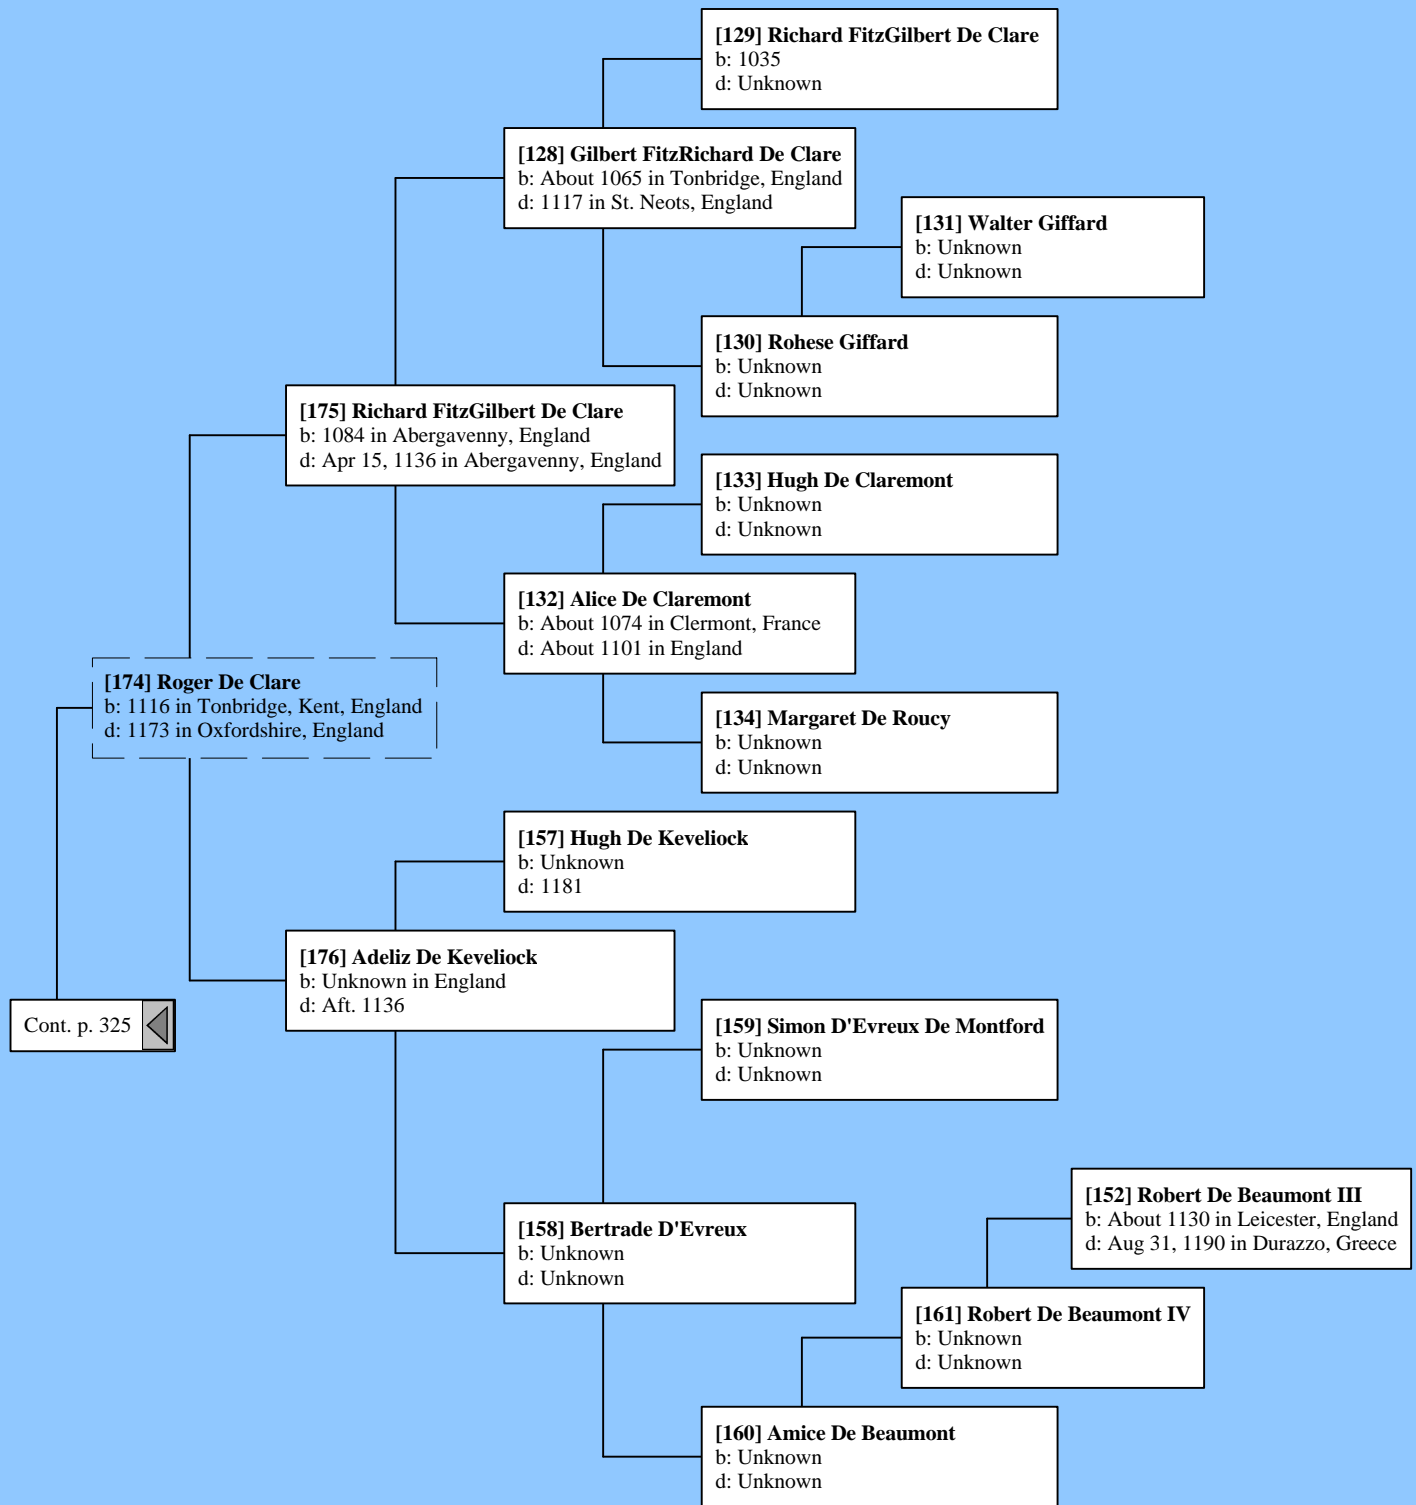 [129] Richard FitzGilbert De Clare
b: 1035
d: Unknown
[128] Gilbert FitzRichard De Clare
b: About 1065 in Tonbridge, England
d: 1117 in St. Neots, England
[131] Walter Giffard
b: Unknown
d: Unknown
[130] Rohese Giffard
b: Unknown
d: Unknown
[175] Richard FitzGilbert De Clare
b: 1084 in Abergavenny, England
d: Apr 15, 1136 in Abergavenny, England
[133] Hugh De Claremont
b: Unknown
d: Unknown
[132] Alice De Claremont
b: About 1074 in Clermont, France
d: About 1101 in England
[174] Roger De Clare
b: 1116 in Tonbridge, Kent, England
d: 1173 in Oxfordshire, England
[134] Margaret De Roucy
b: Unknown
d: Unknown
[157] Hugh De Keveliock
b: Unknown
d: 1181
[176] Adeliz De Keveliock
b: Unknown in England
d: Aft. 1136
Cont. p. 325
[159] Simon D'Evreux De Montford
b: Unknown
d: Unknown
[152] Robert De Beaumont III
b: About 1130 in Leicester, England
d: Aug 31, 1190 in Durazzo, Greece
[158] Bertrade D'Evreux
b: Unknown
d: Unknown
[161] Robert De Beaumont IV
b: Unknown
d: Unknown
[160] Amice De Beaumont
b: Unknown
d: Unknown